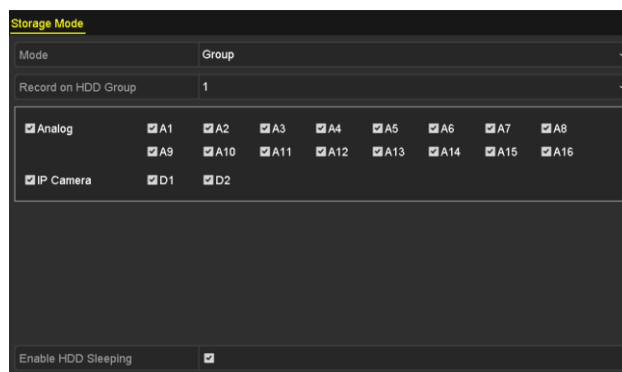 Storage Mode
Mode Group
Record on HDD Group 1
Analog A1 A2 A3 A4 A5 A6 A7 A8
A9 A10 A11 A12 A13 A14 A15 A16
IP Camera D1 D2
Enable HDD Sleeping